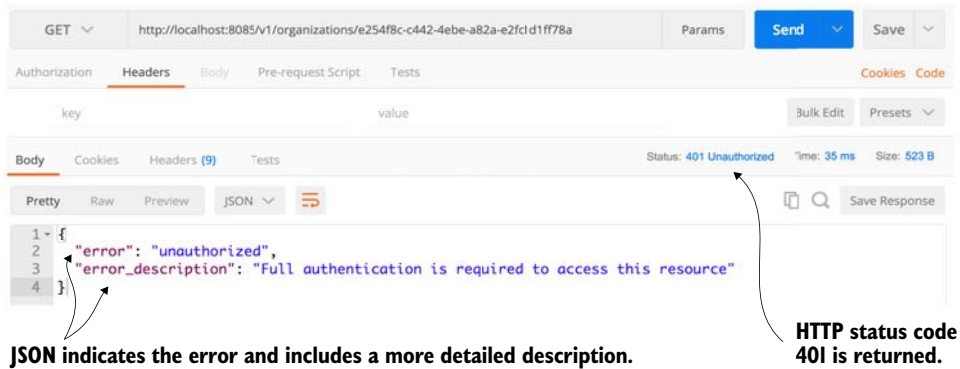 GET http://localhost:8085/v1/organizations/e254f8c-c442-4ebe-a82a-e2fc1d1ff78a Params Send Save
Authorization Headers Body Pre-request Script Tests Cookies Code
key value Bulk Edit Presets
Body Cookies Headers (9) Tests Status: 401 Unauthorized Time: 35 ms Size: 523 B
Pretty Raw Preview JSON Save Response
1 {
2 "error": "unauthorized",
3 "error_description": "Full authentication is required to access this resource"
4 }
JSON indicates the error and includes a more detailed description.
HTTP status code
401 is returned.